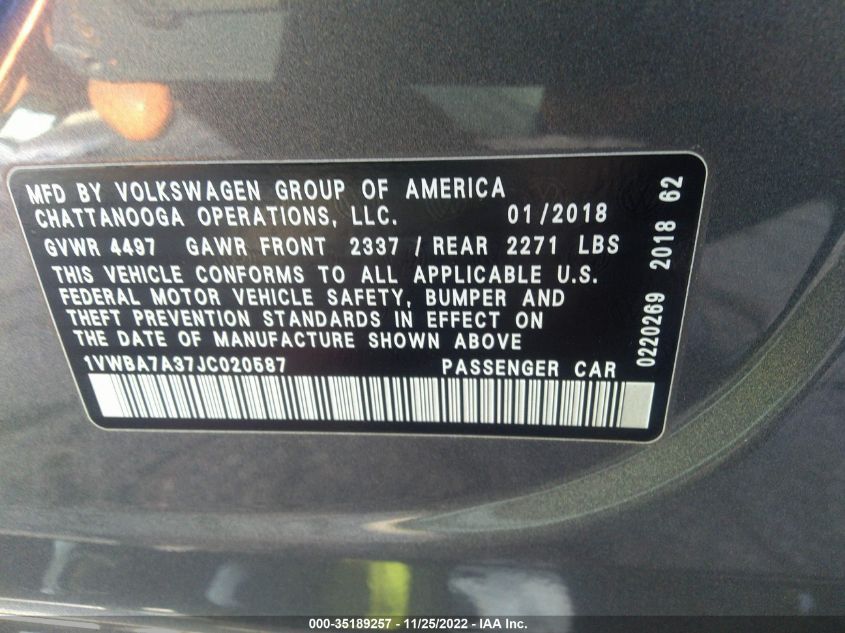 MFD BY VOLKSWAGEN GROUP OF AMERICA
CHATTANOOGA OPERATIONS, LLC. 01/2018
GVWR 4497 GAWR FRONT 2337 / REAR 2271 LBS
THIS VEHICLE CONFORMS TO ALL APPLICABLE U.S.
FEDERAL MOTOR VEHICLE SAFETY, BUMPER AND
THEFT PREVENTION STANDARDS IN EFFECT ON
THE DATE OF MANUFACTURE SHOWN ABOVE
1VWBA7A37JC020587 PASSENGER CAR
0220269 2018 62
000-35189257 - 11/25/2022 - IAA Inc.